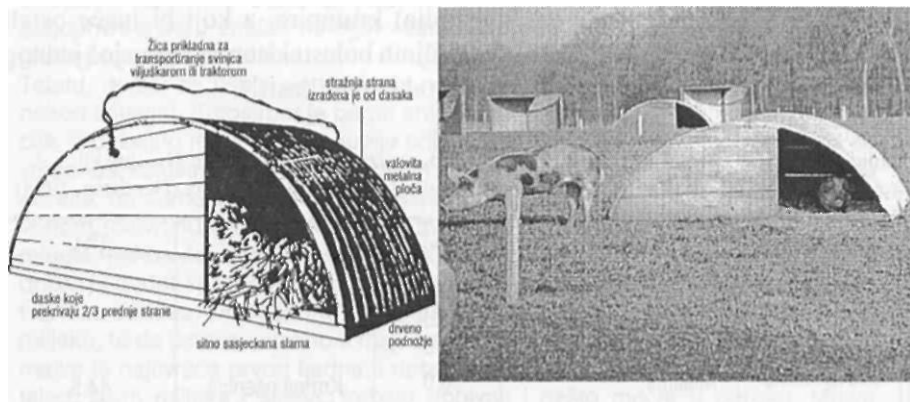 Žica prikladna za
transportiranje svinjca
viljuškarom ili traktorom
stražnja strana
izrađena je od dasaka
valovita
metalna
ploča
daske koje
prekrivaju 2/3 prednje strane
sitno sasjeckana slama
drveno
podnožje